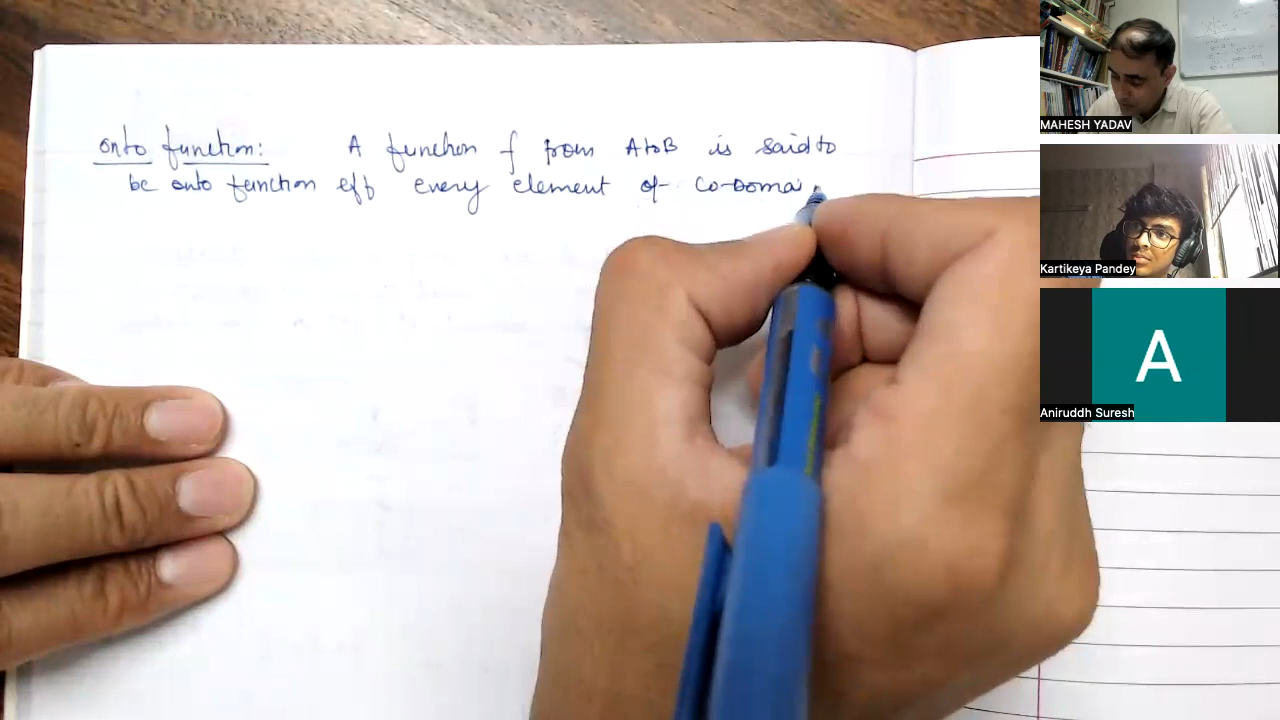 onto function: A function f from A to B is said to
be onto function iff every element of Co-Domai
MAHESH YADAV
Kartikeya Pandey
A
Aniruddh Suresh